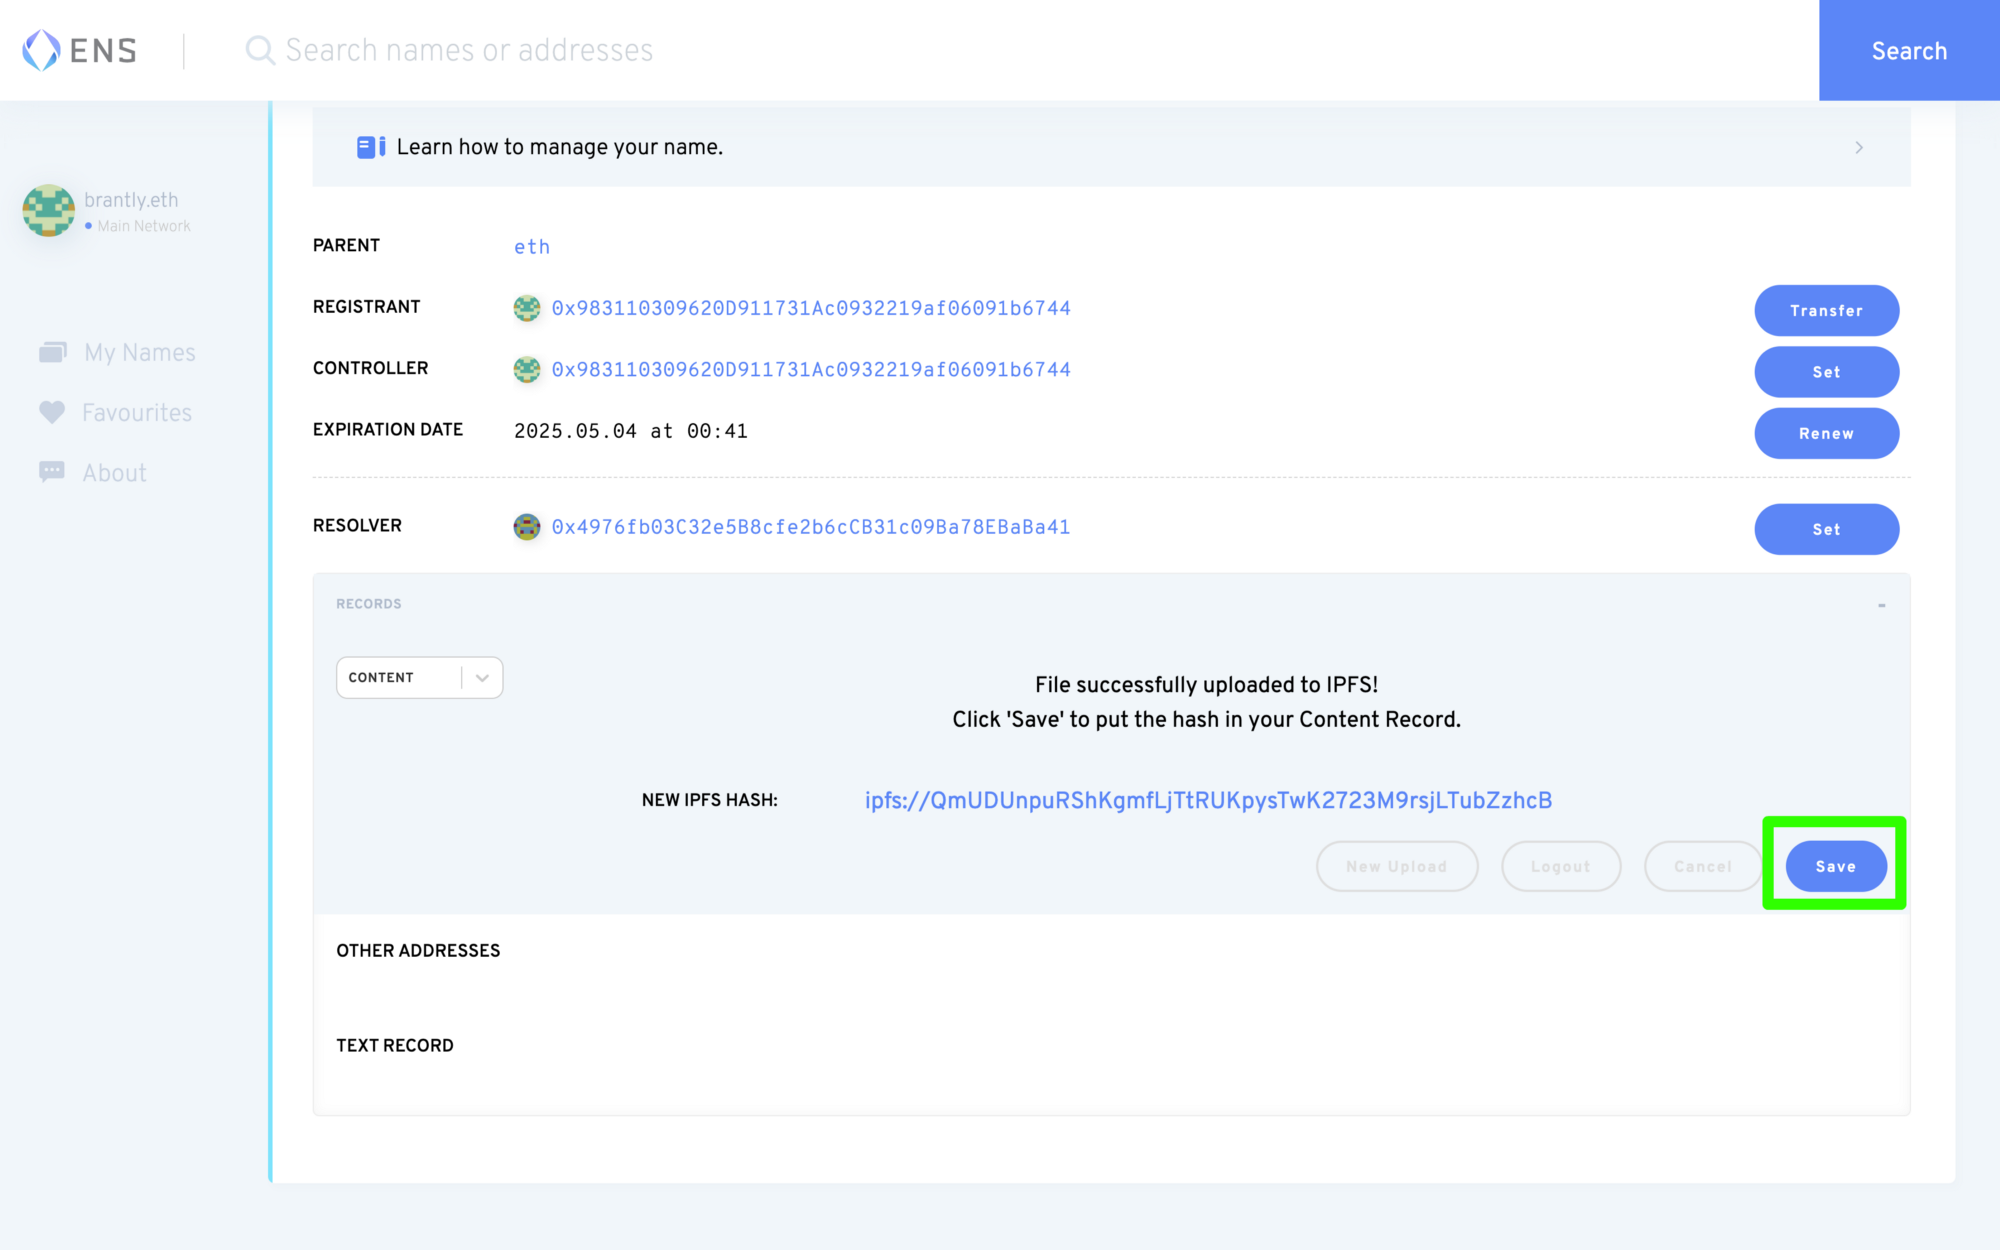 ENS
Search names or addresses
Search
Learn how to manage your name.
brantly.eth
Main Network
My Names
Favourites
About
PARENT eth
REGISTRANT 0x983110309620D911731Ac0932219af06091b6744 Transfer
CONTROLLER 0x983110309620D911731Ac0932219af06091b6744 Set
EXPIRATION DATE 2025.05.04 at 00:41 Renew
RESOLVER 0x4976fb03C32e5B8cfe2b6cCB31c09Ba78EBaBa41 Set
RECORDS -
CONTENT
File successfully uploaded to IPFS!
Click 'Save' to put the hash in your Content Record.
NEW IPFS HASH: ipfs://QmUDUnpuRShKgmfLjTtRUKpysTwK2723M9rsjLTubZzhcB
New Upload Logout Cancel Save
OTHER ADDRESSES
TEXT RECORD